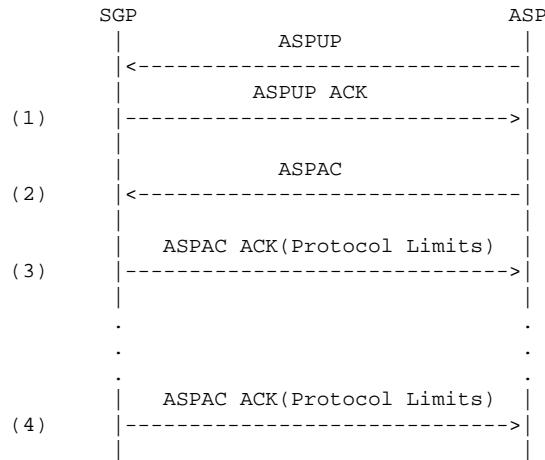 SGP ASP
ASPUP
ASPUP ACK
(1)
ASPAC
(2)
ASPAC ACK(Protocol Limits)
(3)
.
.
.
ASPAC ACK(Protocol Limits)
(4)